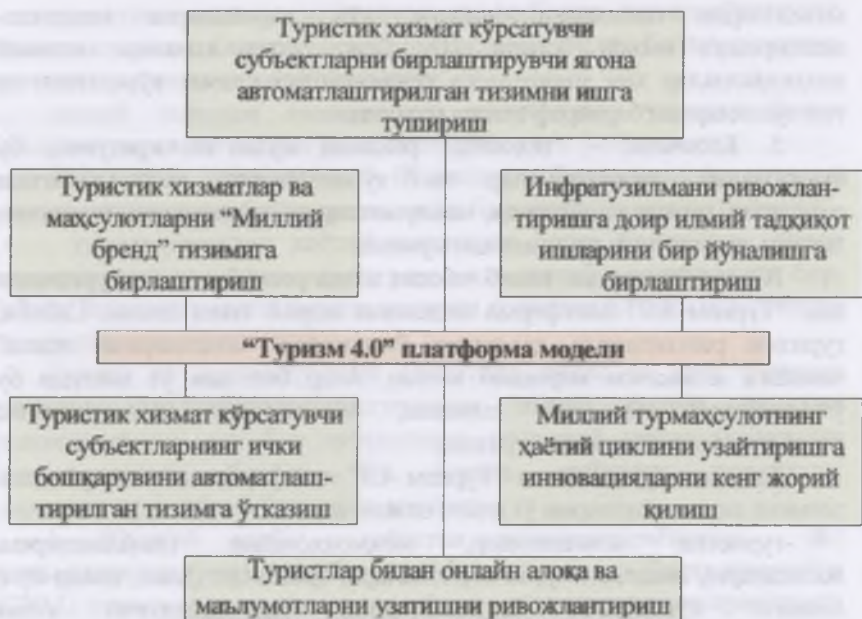 Туристик хизмат кўрсатувчи
субъектларни бирлаштирувчи ягона
автоматлаштирилган тизимни ишга
тушириш
Туристик хизматлар ва
маҳсулотларни “Миллий
бренд” тизимига
бирлаштириш
Инфратузилмани ривожлан-
тиришга доир илмий тадқиқот
ишларини бир йўналишга
бирлаштириш
“Туризм 4.0” платформа модели
Туристик хизмат кўрсатувчи
субъектларнинг ички
бошқарувини автоматлаш-
тирилган тизимга ўтказиш
Миллий турмаҳсулотнинг
ҳаётий циклини узайтиришга
инновацияларни кенг жорий
қилиш
Туристлар билан онлайн алоқа ва
маълумотларни узатишни ривожлантириш